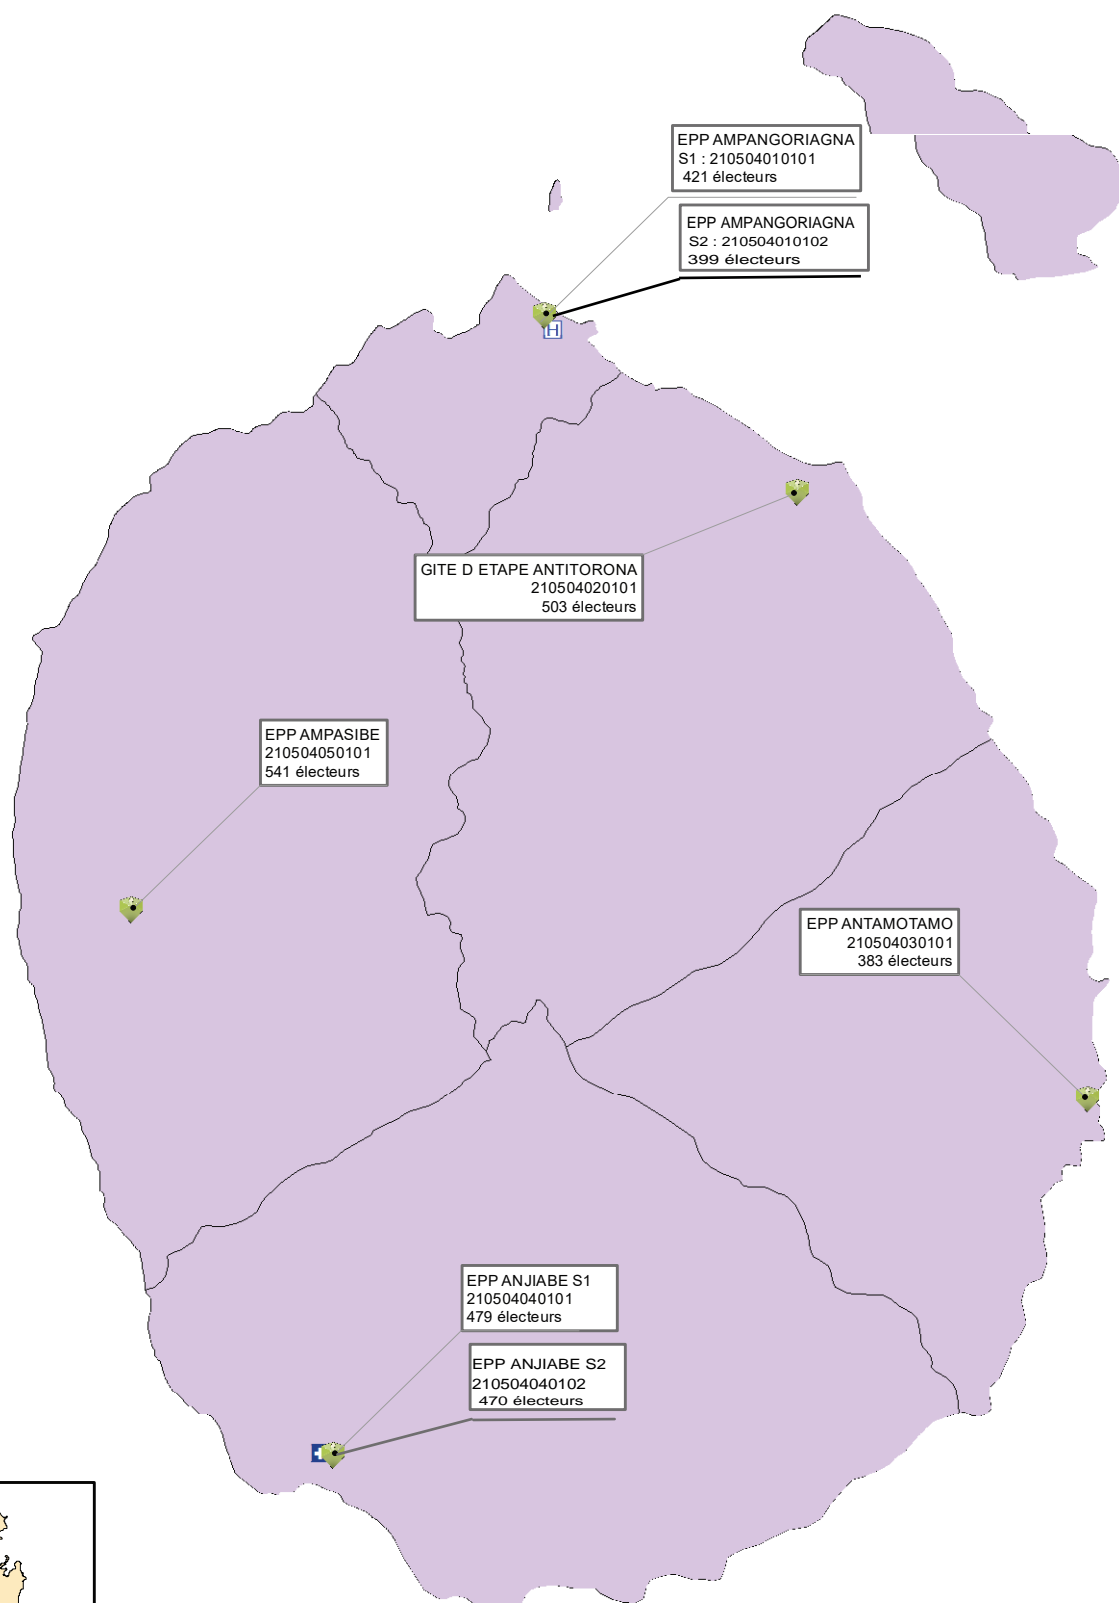 EPP AMPANGORIAGNA
S1 : 210504010101
421 électeurs
EPP AMPANGORIAGNA
S2 : 210504010102
399 électeurs
H
GITE D ETAPE ANTITORONA
210504020101
503 électeurs
EPP AMPASIBE
210504050101
541 électeurs
EPP ANTAMOTAMO
210504030101
383 électeurs
EPP ANJIABE S1
210504040101
479 électeurs
EPP ANJIABE S2
210504040102
470 électeurs